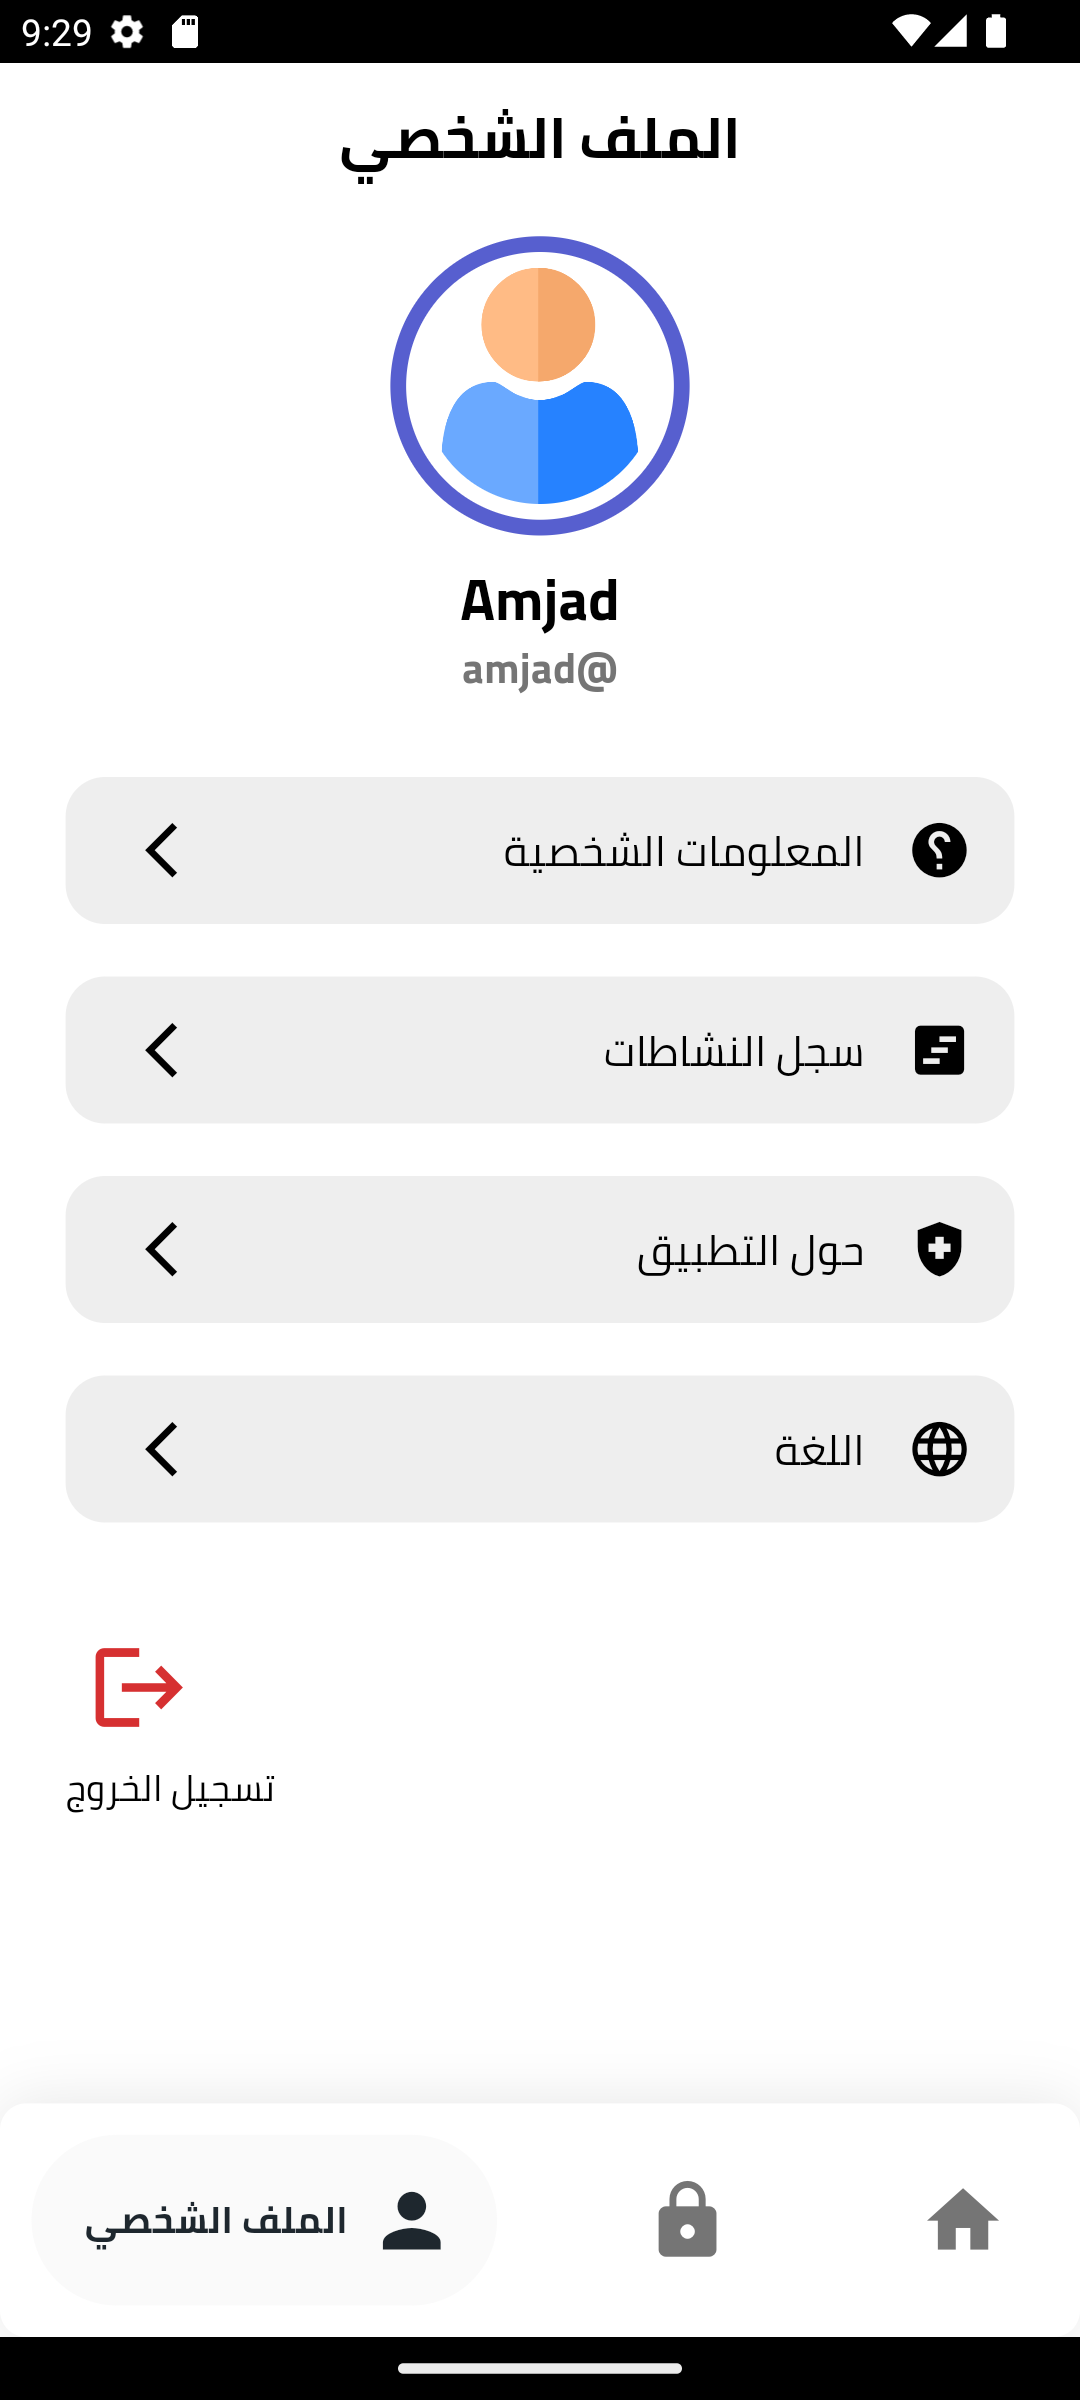 9:29
الملف الشخصي
Amjad
amjad@
المعلومات الشخصية
سجل النشاطات
حول التطبيق
اللغة
تسجيل الخروج
الملف الشخصي